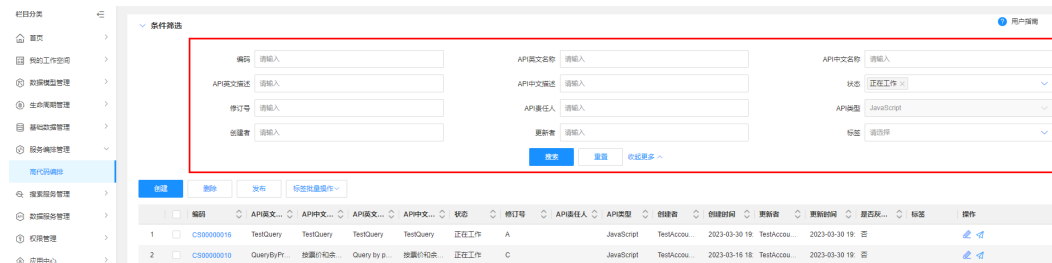 栏目分类
首页
我的工作空间
数据模型管理
生命周期管理
基础数据管理
服务编排管理
高代码编排
搜索服务管理
数据服务管理
权限管理
应用中心
条件筛选
用户指南
编码 请输入 API英文名称 请输入 API中文名称 请输入
API英文描述 请输入 API中文描述 请输入 状态 正在工作 ×
修订号 请输入 API责任人 请输入 API类型 JavaScript
创建者 请输入 更新者 请输入 标签 请选择
搜索 重置 收起更多
创建 删除 发布 标签批量操作
编码 API英文... API中文... API英文... API中文... 状态 修订号 API责任人 API类型 创建者 创建时间 更新者 更新时间 是否灰... 标签 操作
1 CS00000016 TestQuery TestQuery TestQuery TestQuery 正在工作 A JavaScript TestAccou... 2023-03-30 19: TestAccou... 2023-03-30 19: 否
2 CS00000010 QueryByPr... 按票价和余... Query by p... 按票价和余... 正在工作 C JavaScript TestAccou... 2023-03-16 18: TestAccou... 2023-03-30 19: 否